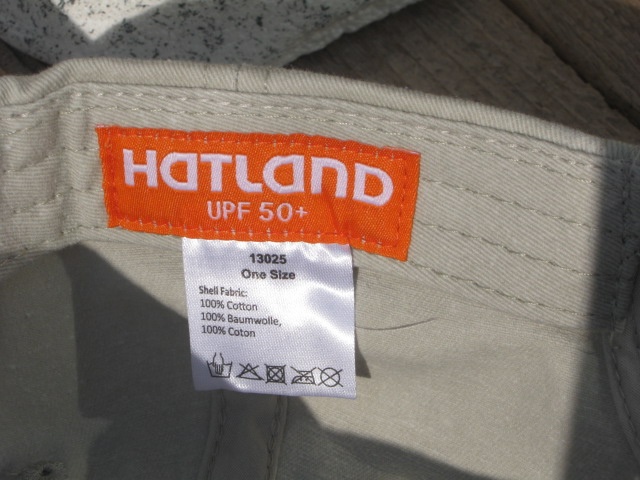 HATLAND
UPF 50+
13025
One Size
Shell Fabric:
100% Cotton
100% Baumwolle,
100% Coton